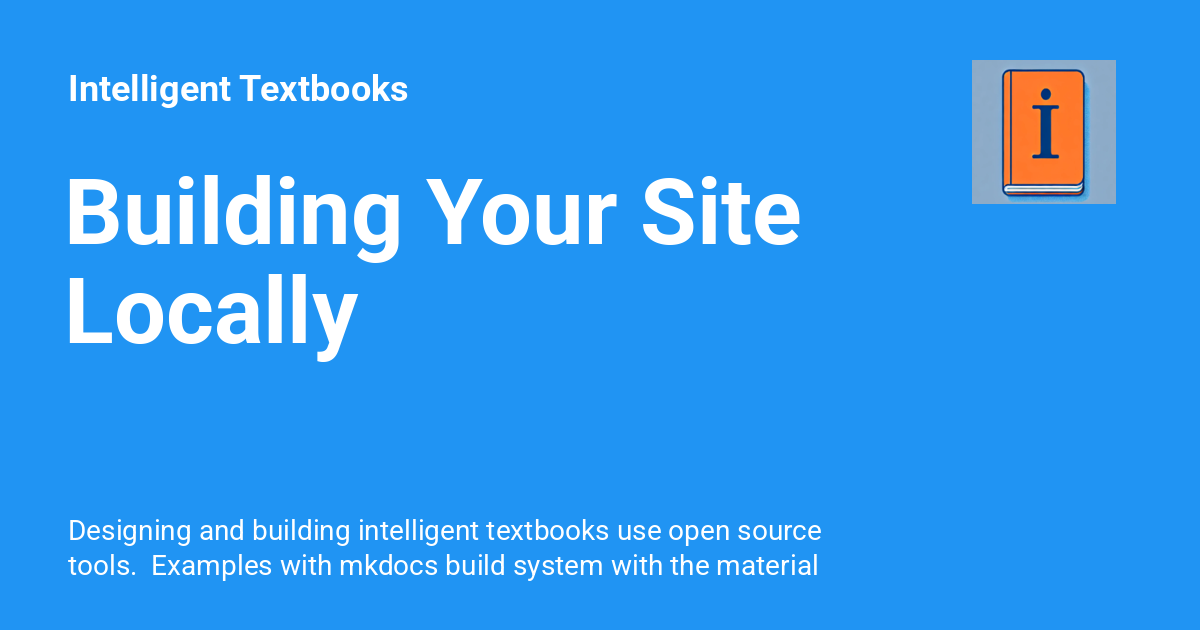 Intelligent Textbooks
i
Building Your Site
Locally
Designing and building intelligent textbooks use open source
tools.  Examples with mkdocs build system with the material